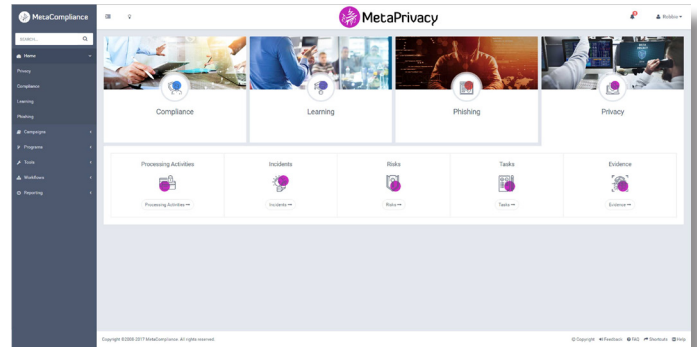 MetaCompliance
MetaPrivacy
Robbie
SEARCH...
Home
Privacy
Compliance
Learning
Phishing
Campaigns
Programs
Tools
Workflows
Reporting
Compliance
Learning
Phishing
Privacy
Processing Activities
Incidents
Risks
Tasks
Evidence
Processing Activities
Incidents
Risks
Tasks
Evidence
Copyright ©2006-2017 MetaCompliance. All rights reserved.
Copyright Feedback FAQ Shortcuts Help